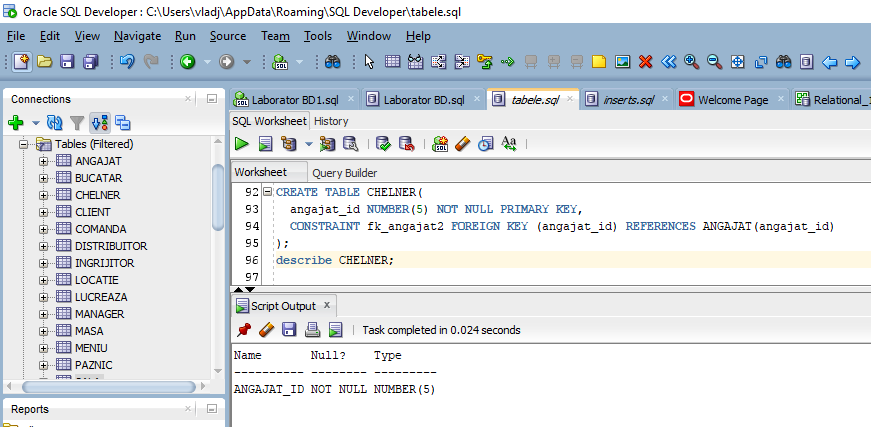 Oracle SQL Developer : C:\Users\vladj\AppData\Roaming\SQL Developer\tabele.sql
File Edit View Navigate Run Source Team Tools Window Help
Connections
Tables (Filtered)
ANGAJAT
BUCATAR
CHELNER
CLIENT
COMANDA
DISTRIBUITOR
INGRIJITOR
LOCATIE
LUCREAZA
MANAGER
MASA
MENIU
PAZNIC
Reports
Laborator BD1.sql Laborator BD.sql tabele.sql inserts.sql Welcome Page Relational_1
SQL Worksheet History
Worksheet Query Builder
92 CREATE TABLE CHELNER(
93 angajat_id NUMBER(5) NOT NULL PRIMARY KEY,
94 CONSTRAINT fk_angajat2 FOREIGN KEY (angajat_id) REFERENCES ANGAJAT(angajat_id)
95 );
96 describe CHELNER;
97
Script Output x
Task completed in 0.024 seconds
Name Null? Type
---------- -------- ---------
ANGAJAT_ID NOT NULL NUMBER(5)